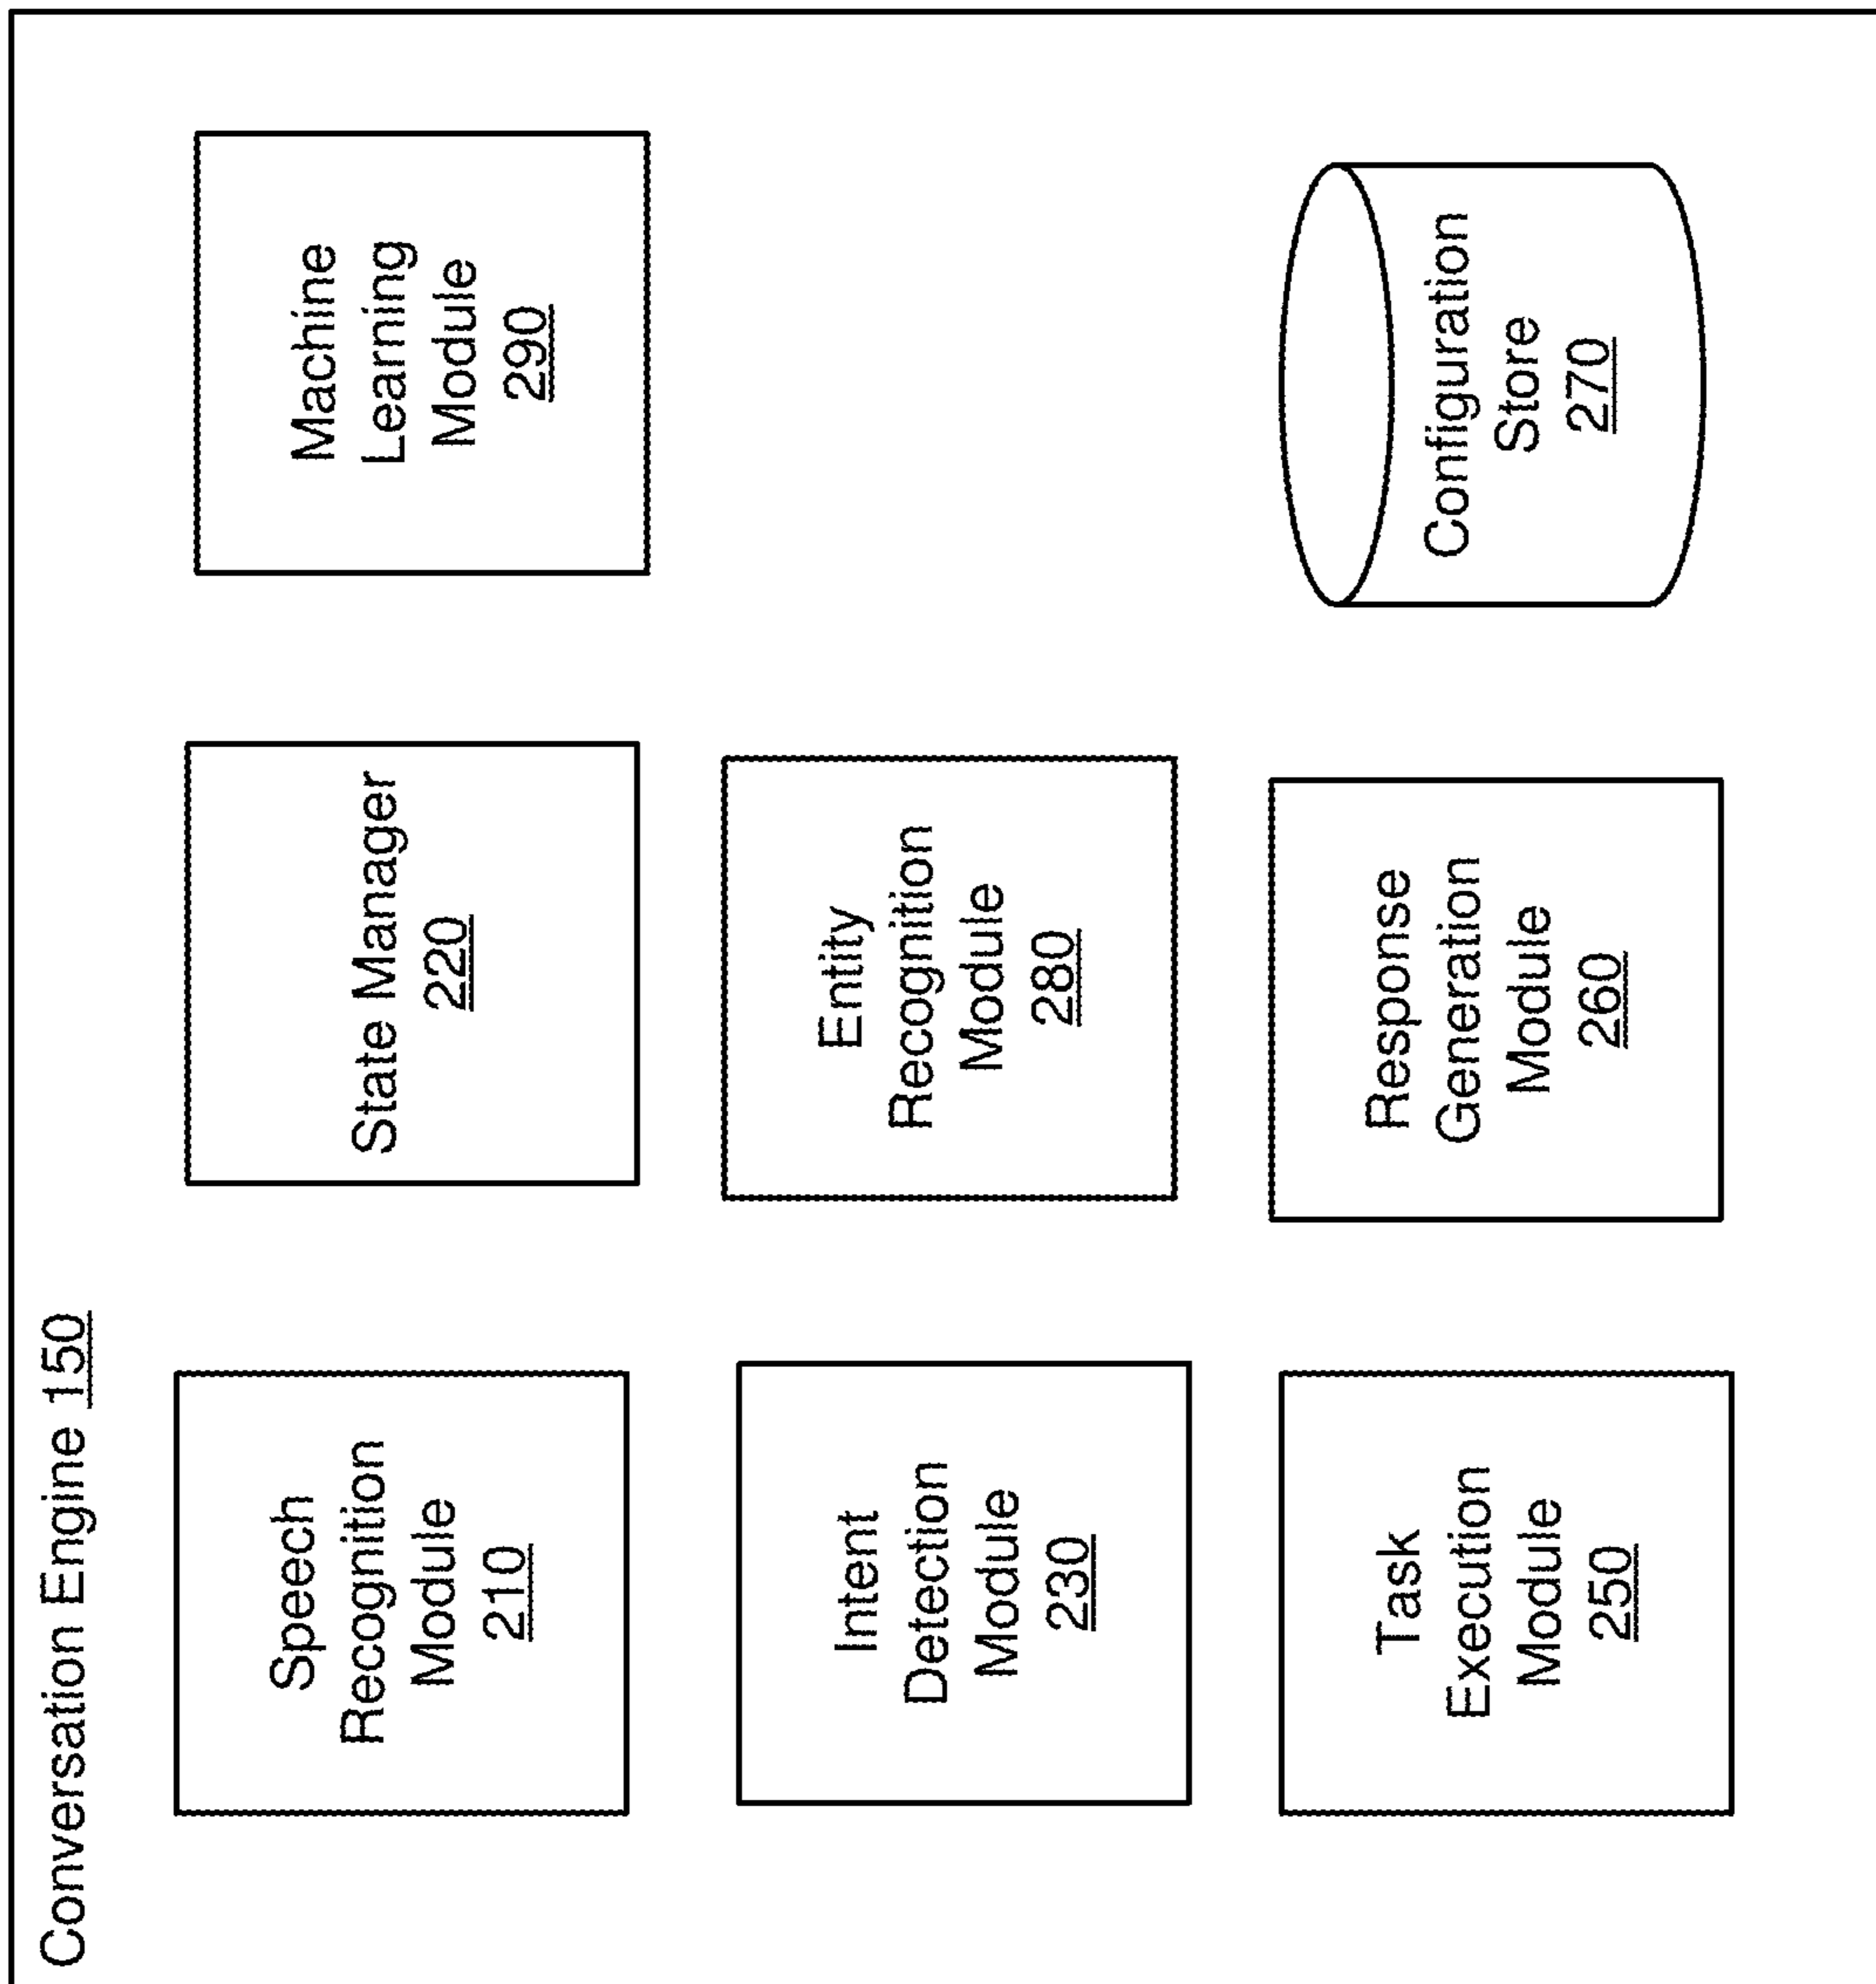 Conversation Engine 150
Speech
Recognition
Module
210
State Manager
220
Machine
Learning
Module
290
Intent
Detection
Module
230
Entity
Recognition
Module
280
Task
Execution
Module
250
Response
Generation
Module
260
Configuration
Store
270